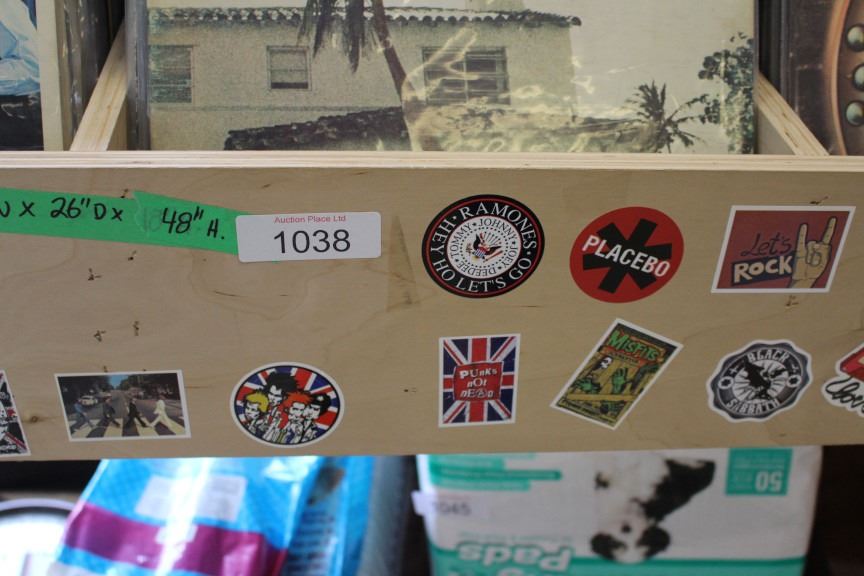 x 26"D x 48" H.
Auction Place Ltd
1038
RAMONES
HEY HO LET'S GO
JOHNNY JOEY DEEDEE TOMMY
PLACEBO
Let's
ROCK
PUNKS
NOT
DEAD
MISFITS
BLACK
SABBATH
1045
50
Pads